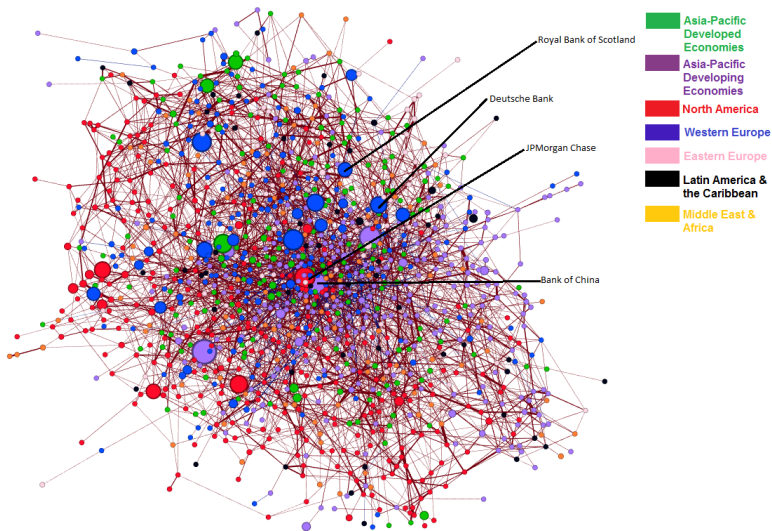 Royal Bank of Scotland
Deutsche Bank
JPMorgan Chase
Bank of China
Asia-Pacific
Developed
Economies
Asia-Pacific
Developing
Economies
North America
Western Europe
Eastern Europe
Latin America &
the Caribbean
Middle East &
Africa